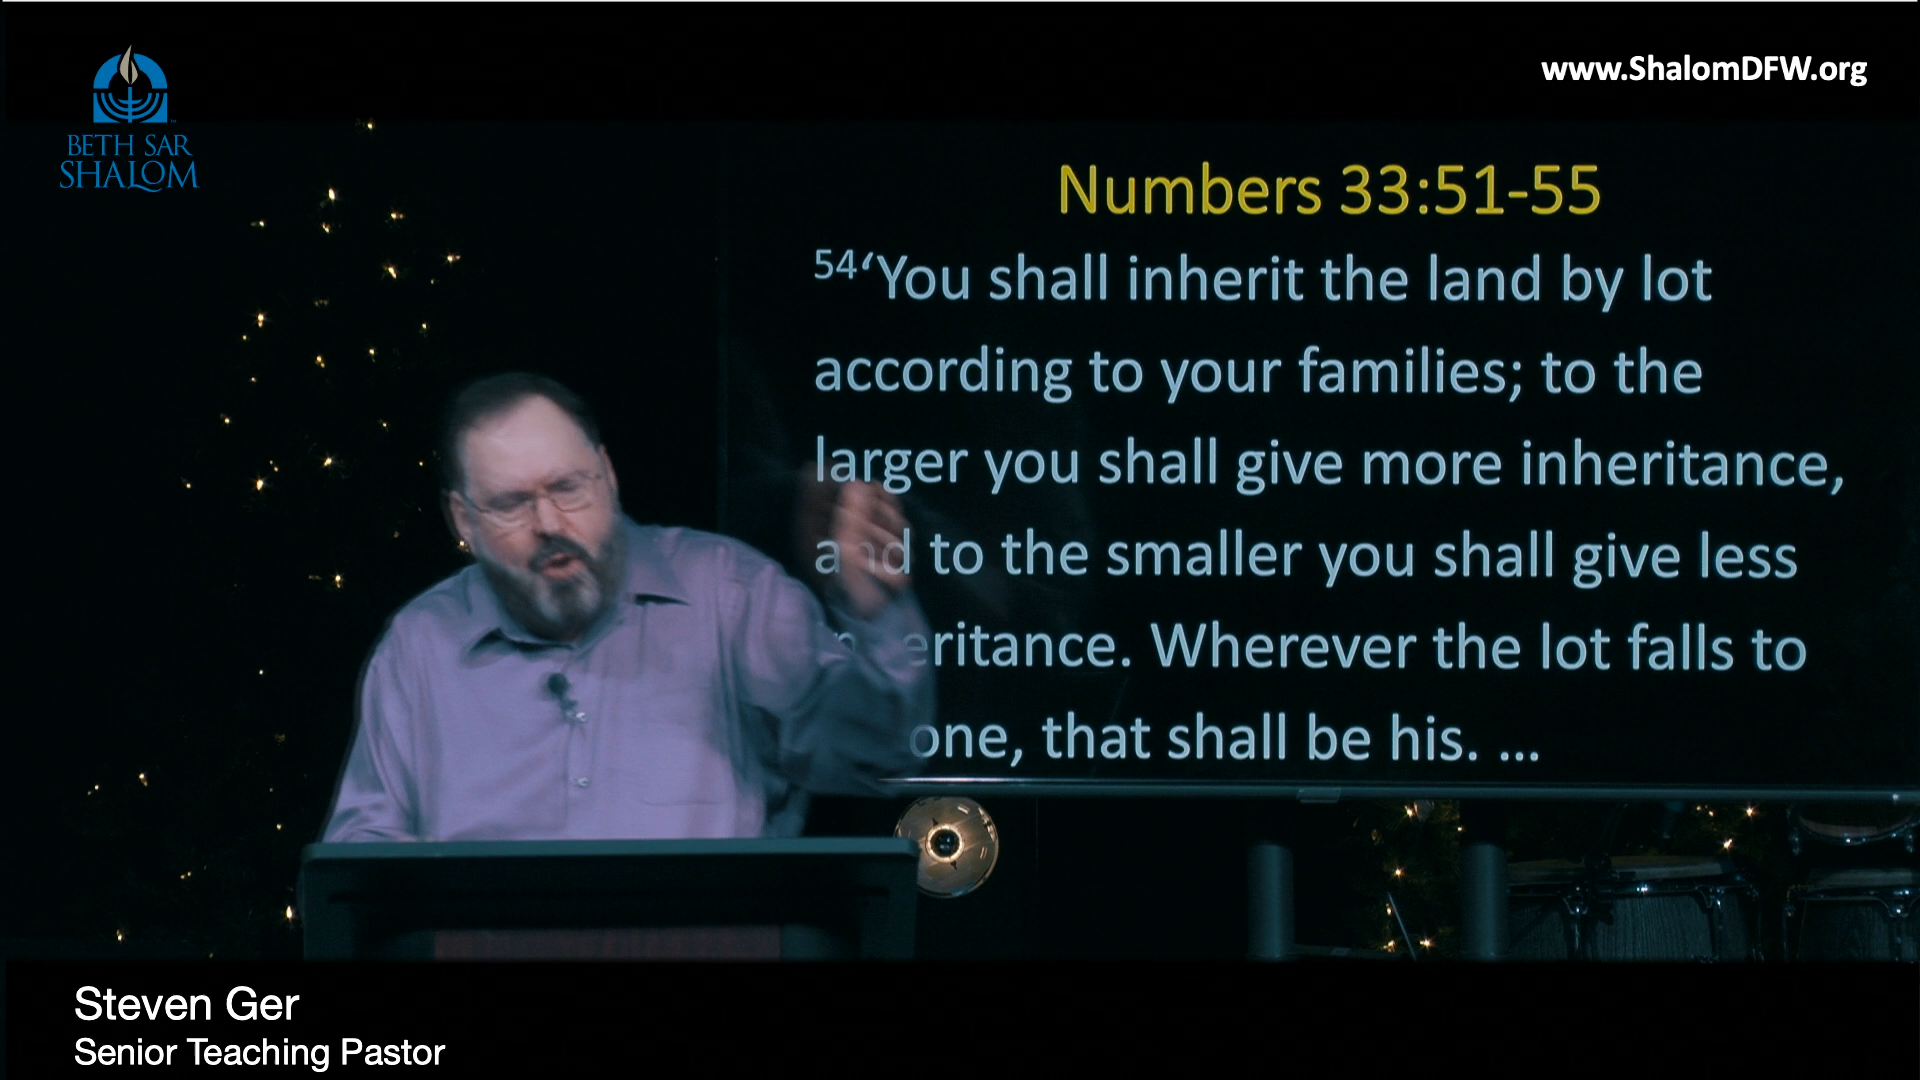 BETH SAR
SHALOM
www.ShalomDFW.org
Numbers 33:51-55
54‘You shall inherit the land by lot
according to your families; to the
larger you shall give more inheritance,
and to the smaller you shall give less
inheritance. Wherever the lot falls to
one, that shall be his. ...
Steven Ger
Senior Teaching Pastor